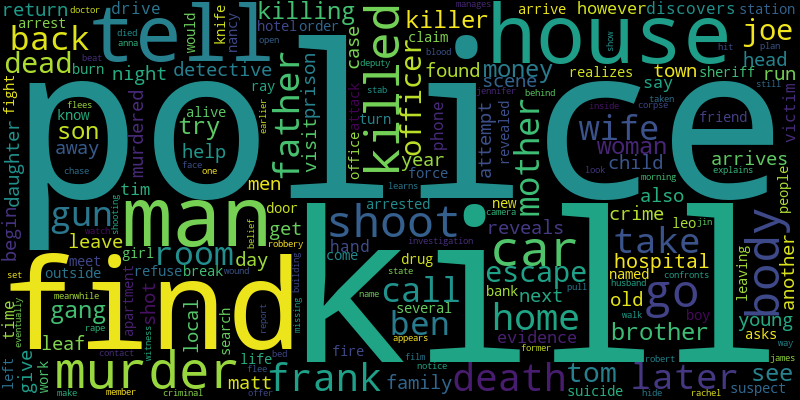 return doctor drive would killing arrive however discovers station
died knife hotel order killer joe
arrest anna nancy claim
back tell open case blood manages house hit plan
dead beat flees night detective father prison killed deputy officer found money scene town sheriff head run
burn ray stab realizes say
fight police
know key alive visit attack turn phone attempt revealed mother behind jennifer inside show taken corpse friend still victim
son try earlier office year wife woman
away help face force child arrives people
daughter chase one learns look morning explains
begin tim men arrested new also
gun man door shoot camera crime leo jin body
murdered watch shooting belief get hand investigation reveals car take
leave girl room robbery drug named hospital confronts another
set meet refuse break day wound come escape old husband go leaving young
outside find kill call state bank next pull walk boy
time meanwhile apartment shot building name several home brother asks way
gang rape local search missing ben evidence james
eventually witness report appears former
leaf life bed fire film robert
left give work contact murder matt flee frank notice family death tom later see
make member criminal offer suicide hide rachel suspect